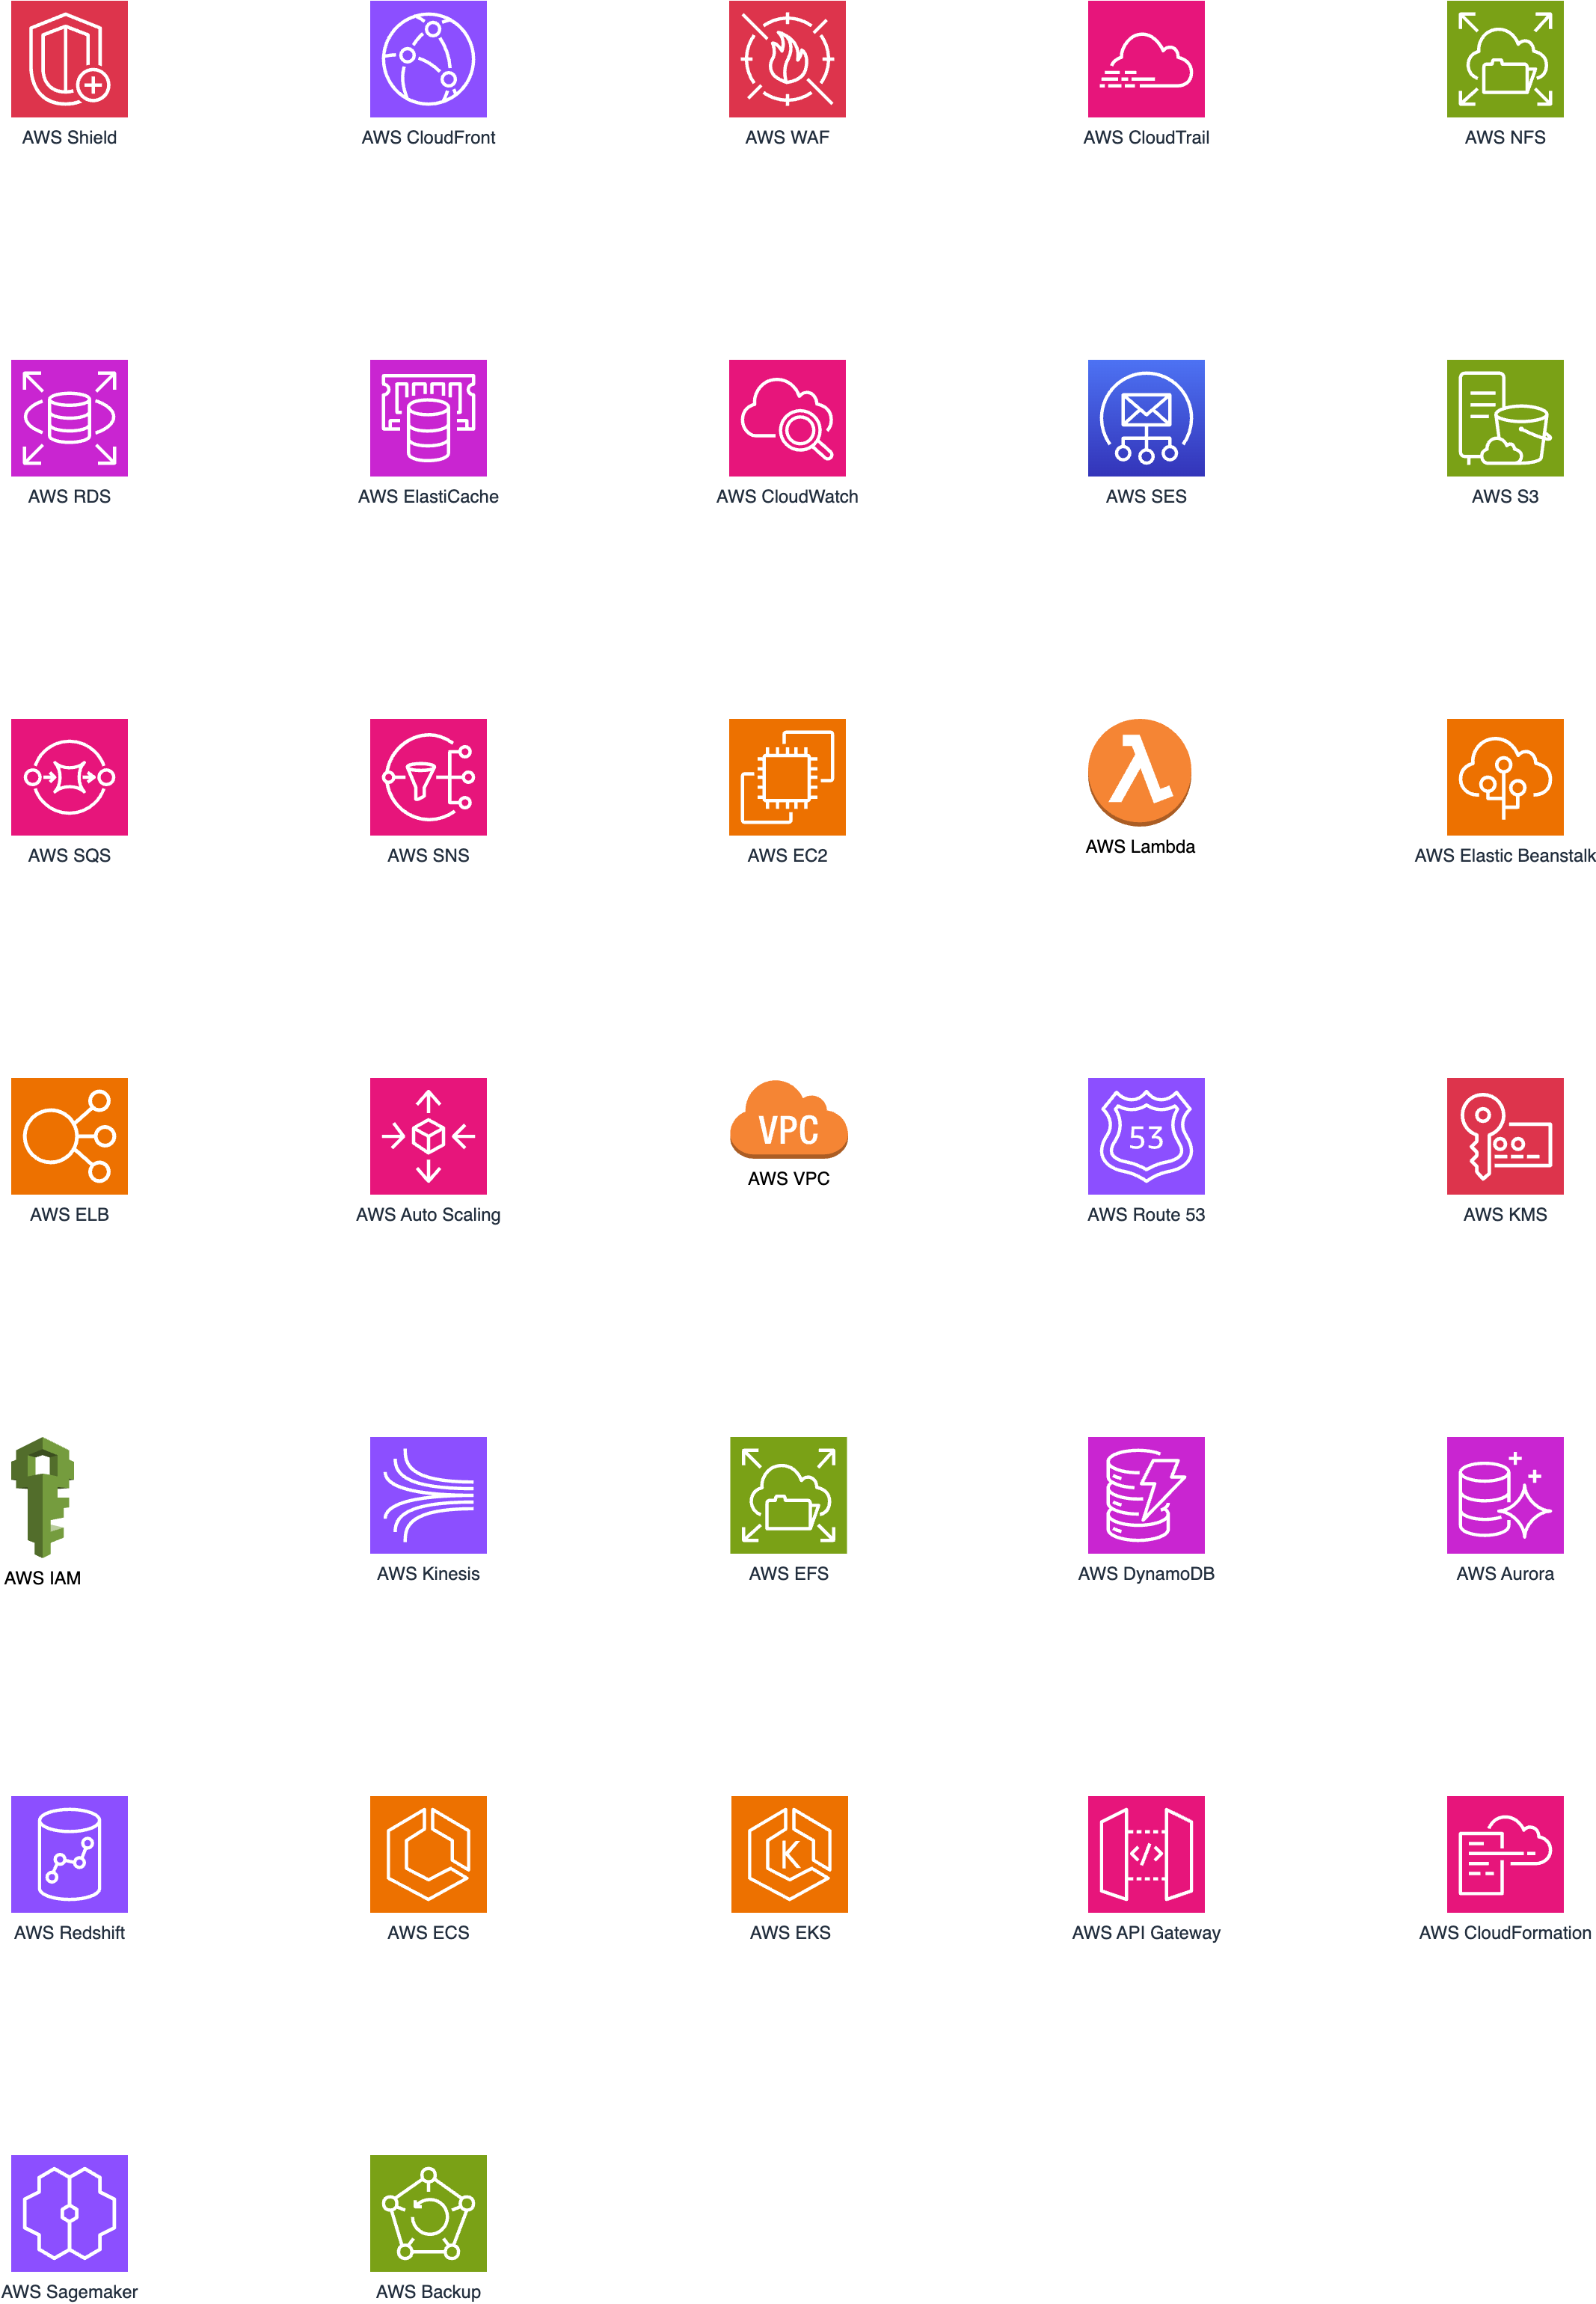 AWS Shield
AWS CloudFront
AWS WAF
AWS CloudTrail
AWS NFS
AWS RDS
AWS ElastiCache
AWS CloudWatch
AWS SES
AWS S3
AWS SQS
AWS SNS
AWS EC2
AWS Lambda
AWS Elastic Beanstalk
VPC
53
AWS ELB
AWS Auto Scaling
AWS VPC
AWS Route 53
AWS KMS
AWS IAM
AWS Kinesis
AWS EFS
AWS DynamoDB
AWS Aurora
K
</>
AWS Redshift
AWS ECS
AWS EKS
AWS API Gateway
AWS CloudFormation
AWS Sagemaker
AWS Backup